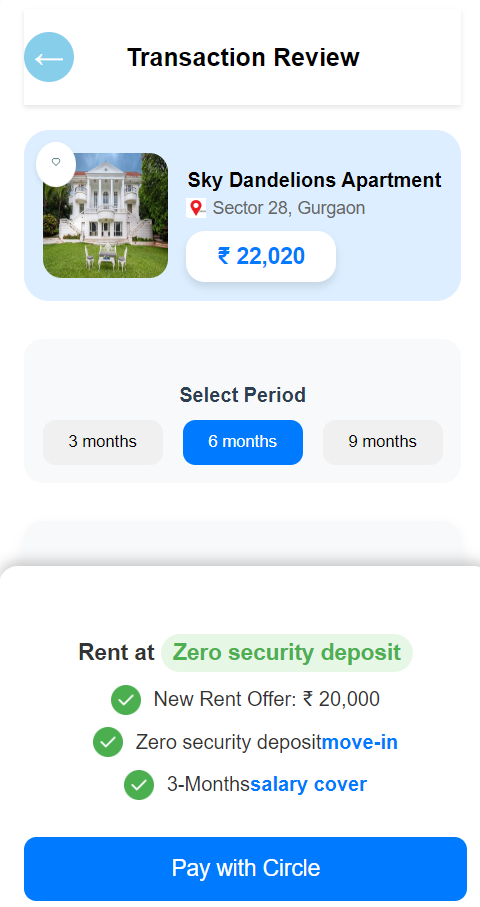 Transaction Review
Sky Dandelions Apartment
Sector 28, Gurgaon
₹ 22,020
Select Period
3 months
6 months
9 months
Rent at Zero security deposit
New Rent Offer: ₹ 20,000
Zero security depositmove-in
3-Monthssalary cover
Pay with Circle